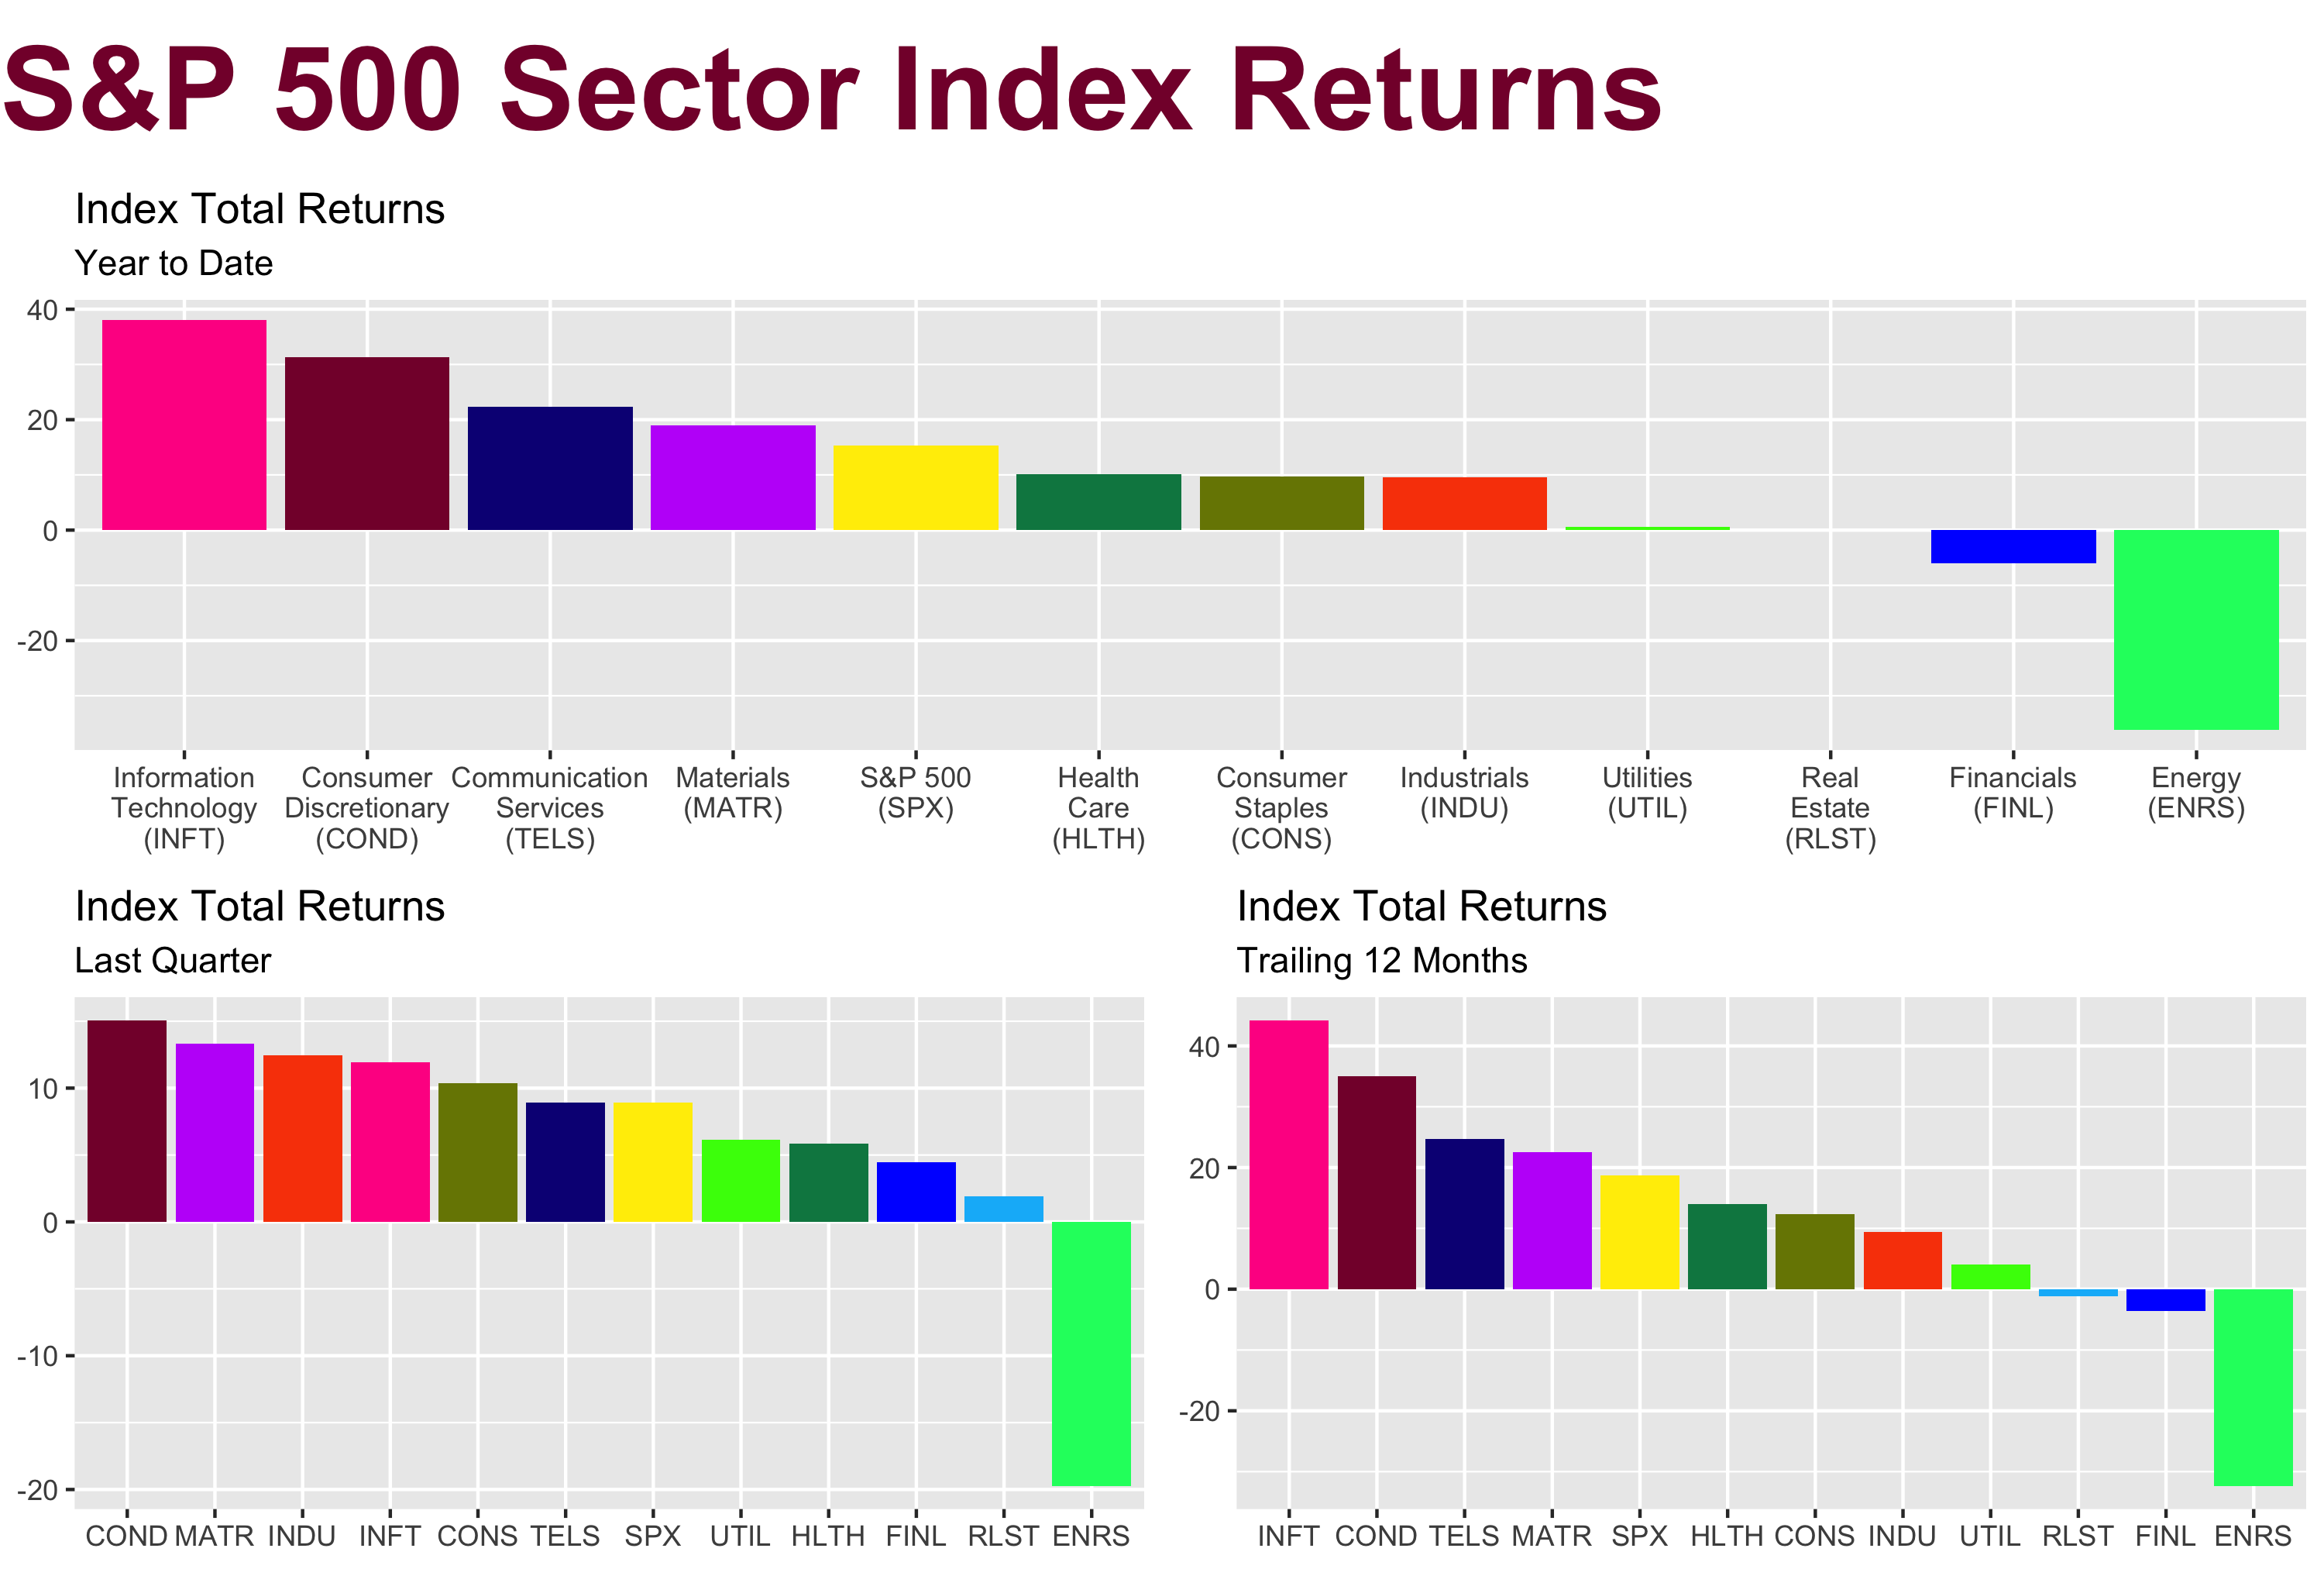 S&P 500 Sector Index Returns
Index Total Returns
Year to Date
40
20
0
-20
Information Technology (INFT)
Consumer Discretionary (COND)
Communication Services (TELS)
Materials (MATR)
S&P 500 (SPX)
Health Care (HLTH)
Consumer Staples (CONS)
Industrials (INDU)
Utilities (UTIL)
Real Estate (RLST)
Financials (FINL)
Energy (ENRS)
Index Total Returns
Last Quarter
10
0
-10
-20
COND MATR INDU INFT CONS TELS SPX UTIL HLTH FINL RLST ENRS
Index Total Returns
Trailing 12 Months
40
20
0
-20
INFT COND TELS MATR SPX HLTH CONS INDU UTIL RLST FINL ENRS